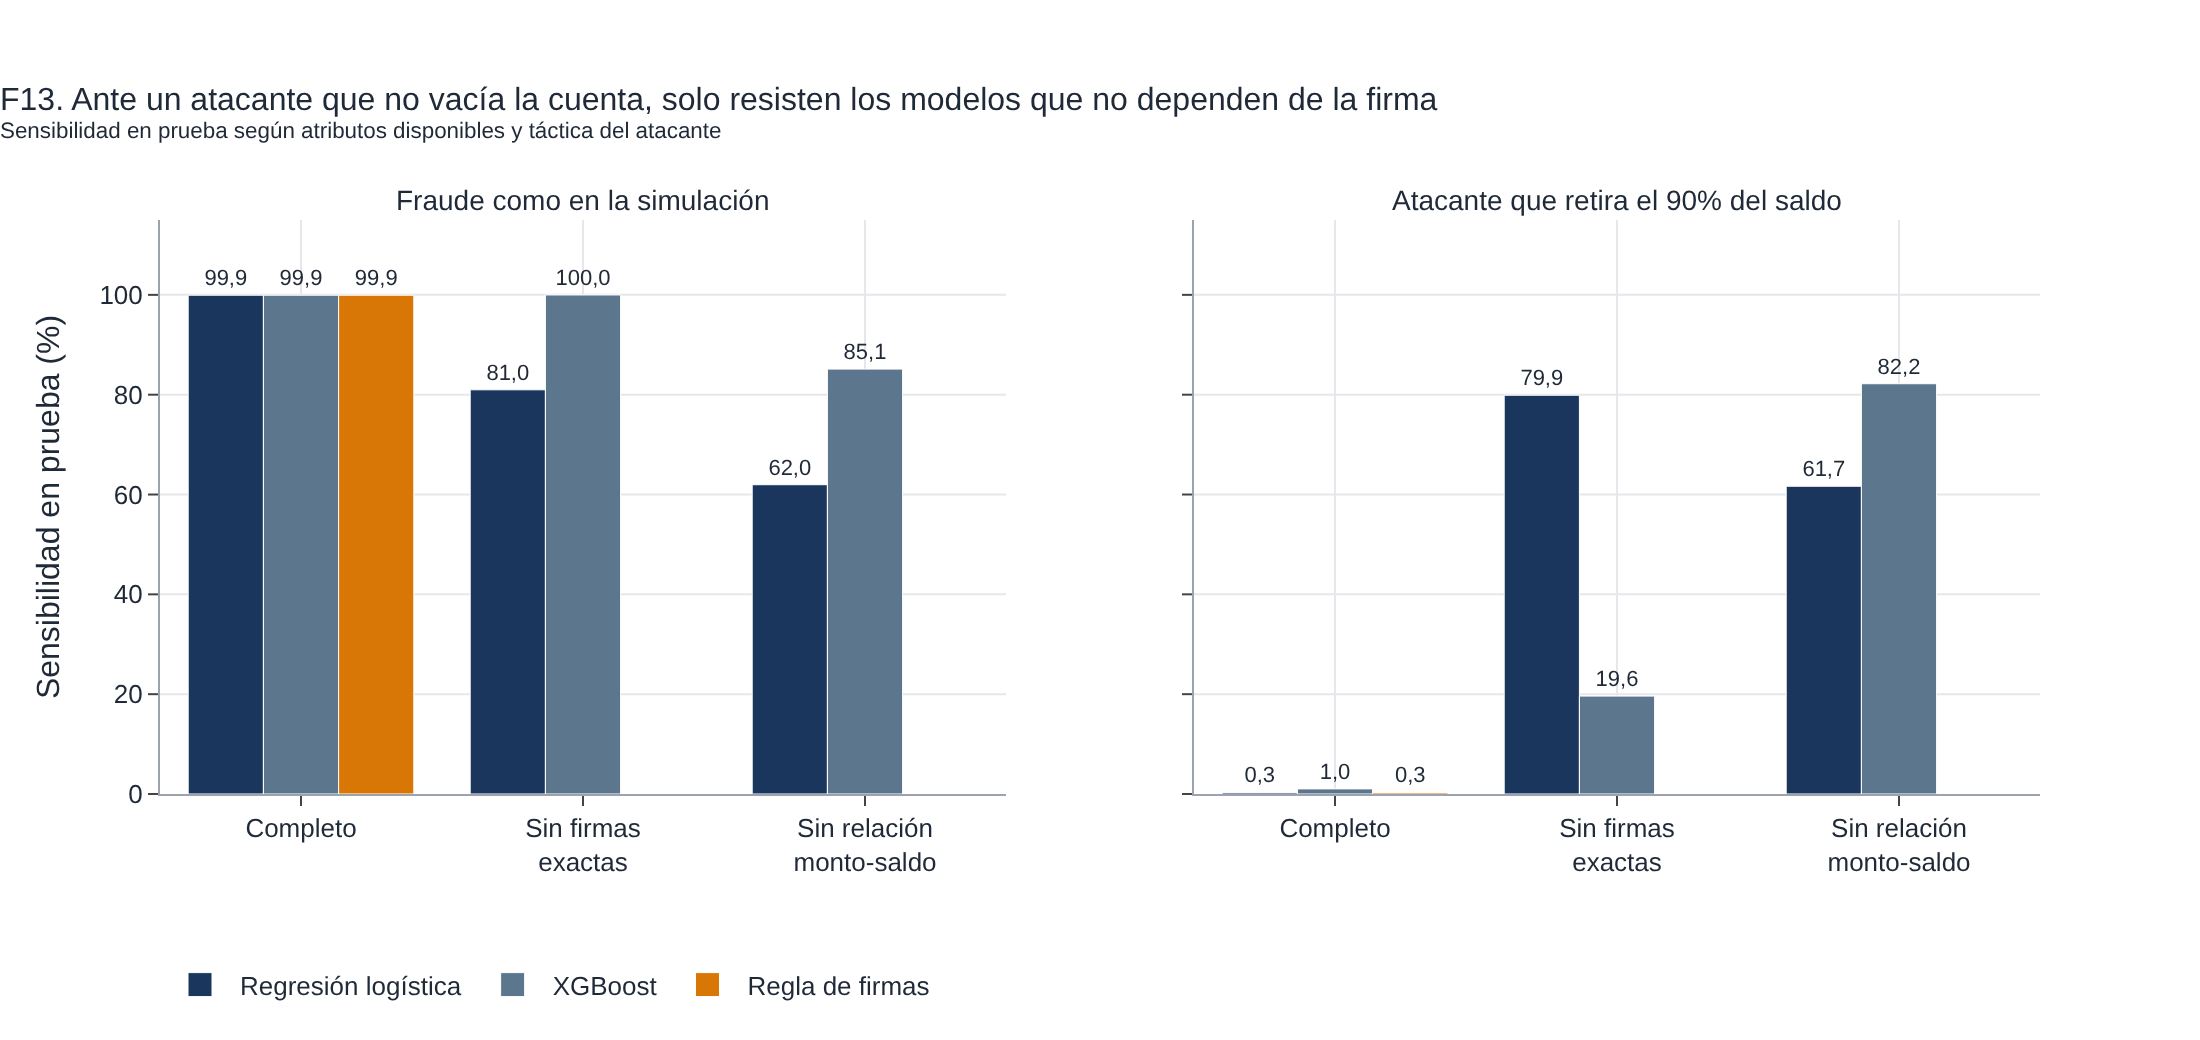 F13. Ante un atacante que no vacía la cuenta, solo resisten los modelos que no dependen de la firma
Sensibilidad en prueba según atributos disponibles y táctica del atacante
Fraude como en la simulación
Sensibilidad en prueba (%)
100
80
60
40
20
0
99,9 99,9 99,9
81,0 100,0
62,0 85,1
Completo
Sin firmas
exactas
Sin relación
monto-saldo
Atacante que retira el 90% del saldo
0,3 1,0 0,3
79,9 19,6
61,7 82,2
Completo
Sin firmas
exactas
Sin relación
monto-saldo
Regresión logística XGBoost Regla de firmas